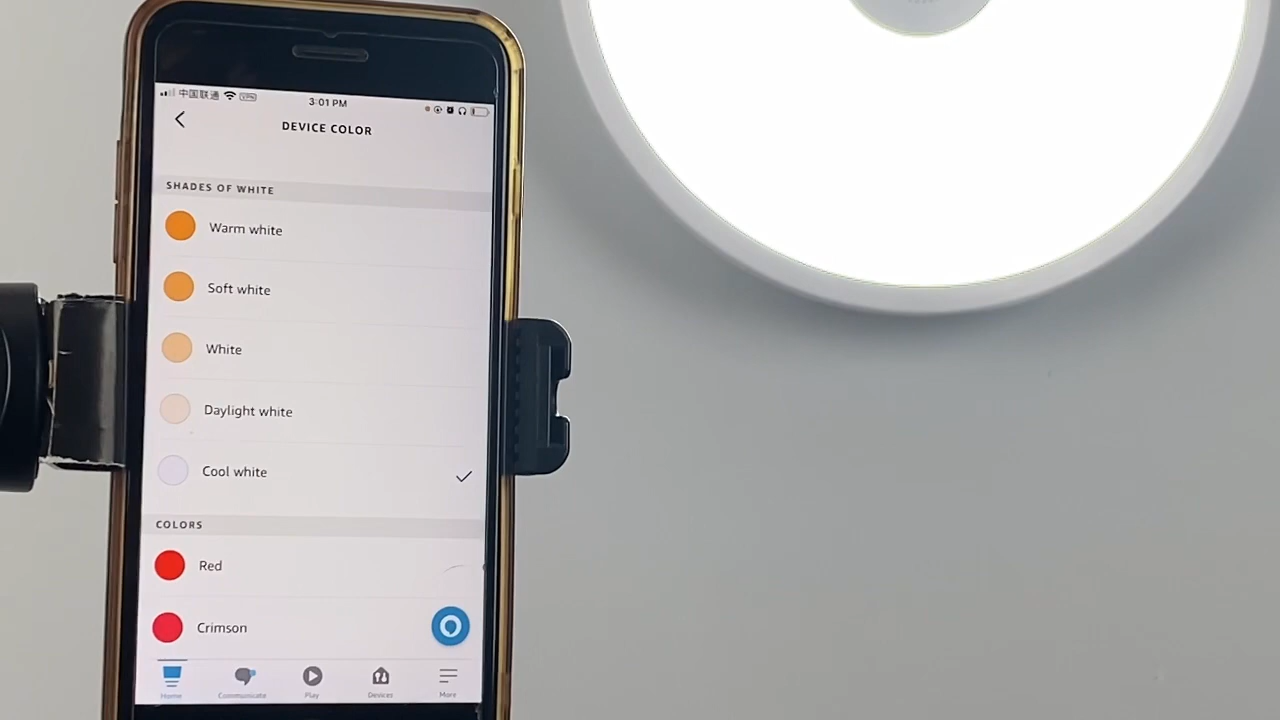 中国联通 VPN 3:01 PM
DEVICE COLOR
SHADES OF WHITE
Warm white
Soft white
White
Daylight white
Cool white
COLORS
Red
Crimson
Home Communicate Play Devices More